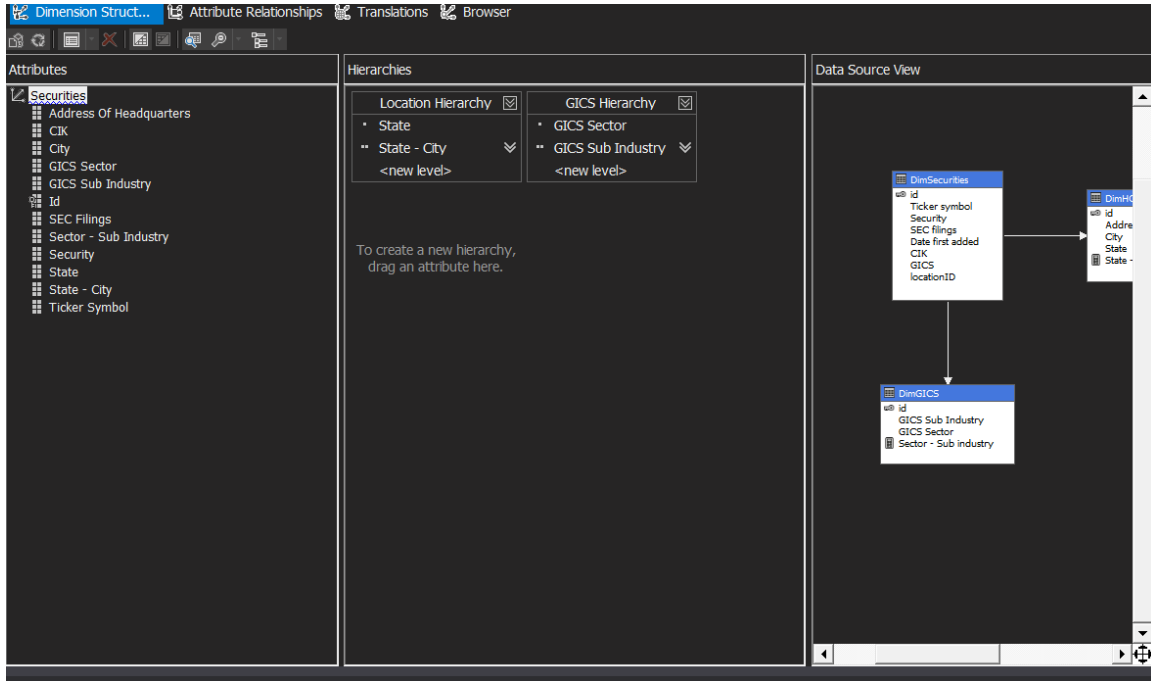 Dimension Struct... Attribute Relationships Translations Browser
Attributes
Securities
Address Of Headquarters
CIK
City
GICS Sector
GICS Sub Industry
Id
SEC Filings
Sector - Sub Industry
Security
State
State - City
Ticker Symbol
Hierarchies
Location Hierarchy
State
State - City
<new level>
GICS Hierarchy
GICS Sector
GICS Sub Industry
<new level>
To create a new hierarchy,
drag an attribute here.
Data Source View
DimSecurities
id
Ticker symbol
Security
SEC filings
Date first added
CIK
GICS
locationID
DimHQ
id
Addre
City
State
State -
DimGICS
id
GICS Sub Industry
GICS Sector
Sector - Sub industry